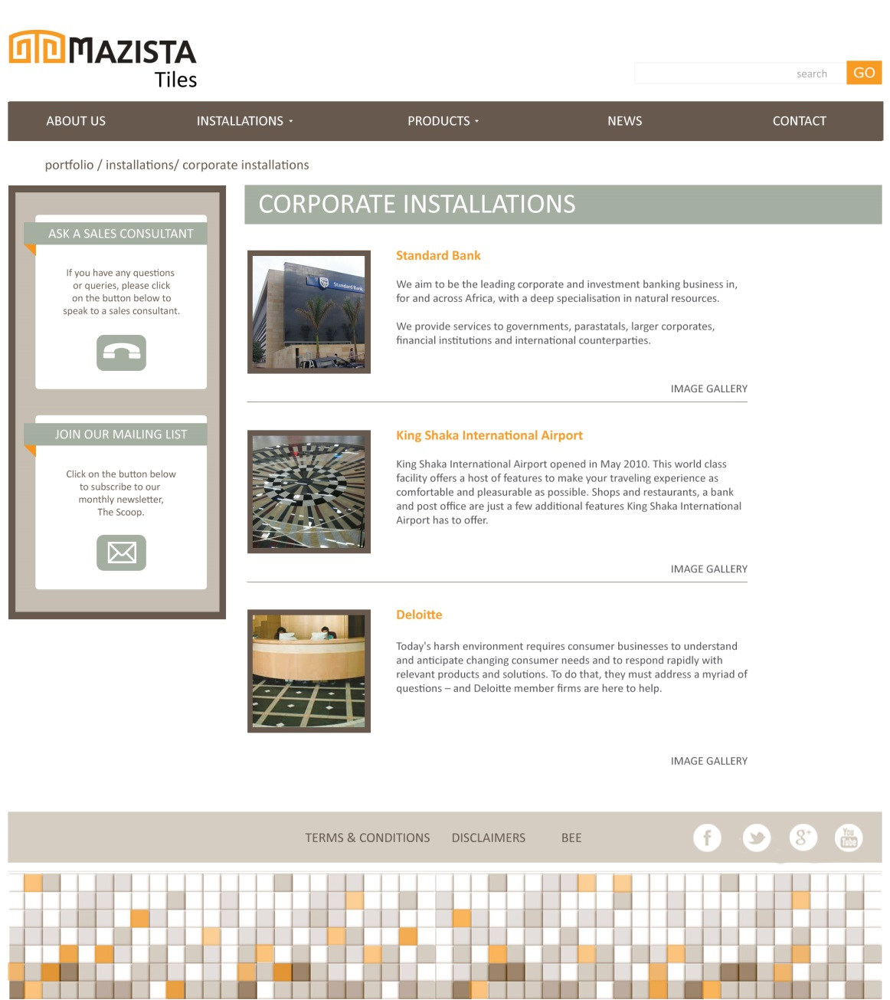 MAZISTA
Tiles
search
GO
ABOUT US
INSTALLATIONS
PRODUCTS
NEWS
CONTACT
portfolio / installations/ corporate installations
ASK A SALES CONSULTANT
If you have any questions
or queries, please click
on the button below to
speak to a sales consultant.
JOIN OUR MAILING LIST
Click on the button below
to subscribe to our
monthly newsletter,
The Scoop.
CORPORATE INSTALLATIONS
Standard Bank
Standard Bank
We aim to be the leading corporate and investment banking business in,
for and across Africa, with a deep specialisation in natural resources.
We provide services to governments, parastatals, larger corporates,
financial institutions and international counterparties.
IMAGE GALLERY
King Shaka International Airport
King Shaka International Airport opened in May 2010. This world class
facility offers a host of features to make your traveling experience as
comfortable and pleasurable as possible. Shops and restaurants, a bank
and post office are just a few additional features King Shaka International
Airport has to offer.
IMAGE GALLERY
Deloitte
Today's harsh environment requires consumer businesses to understand
and anticipate changing consumer needs and to respond rapidly with
relevant products and solutions. To do that, they must address a myriad of
questions – and Deloitte member firms are here to help.
IMAGE GALLERY
TERMS & CONDITIONS
DISCLAIMERS
BEE
f
g+
You
Tube